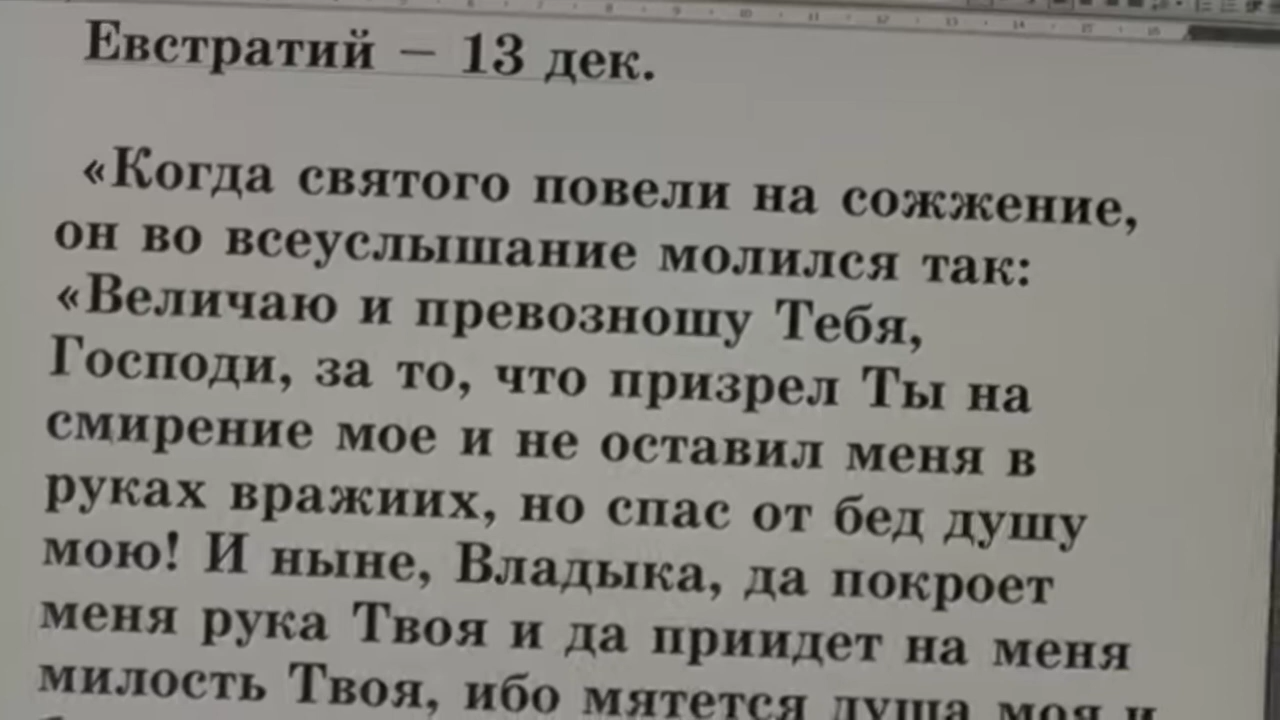 Евстратий – 13 дек.
«Когда святого повели на сожжение,
он во всеуслышание молился так:
«Величаю и превозношу Тебя,
Господи, за то, что призрел Ты на
смирение мое и не оставил меня в
руках вражиих, но спас от бед душу
мою! И ныне, Владыка, да покроет
меня рука Твоя и да приидет на меня
милость Твоя, ибо мятется душа моя и